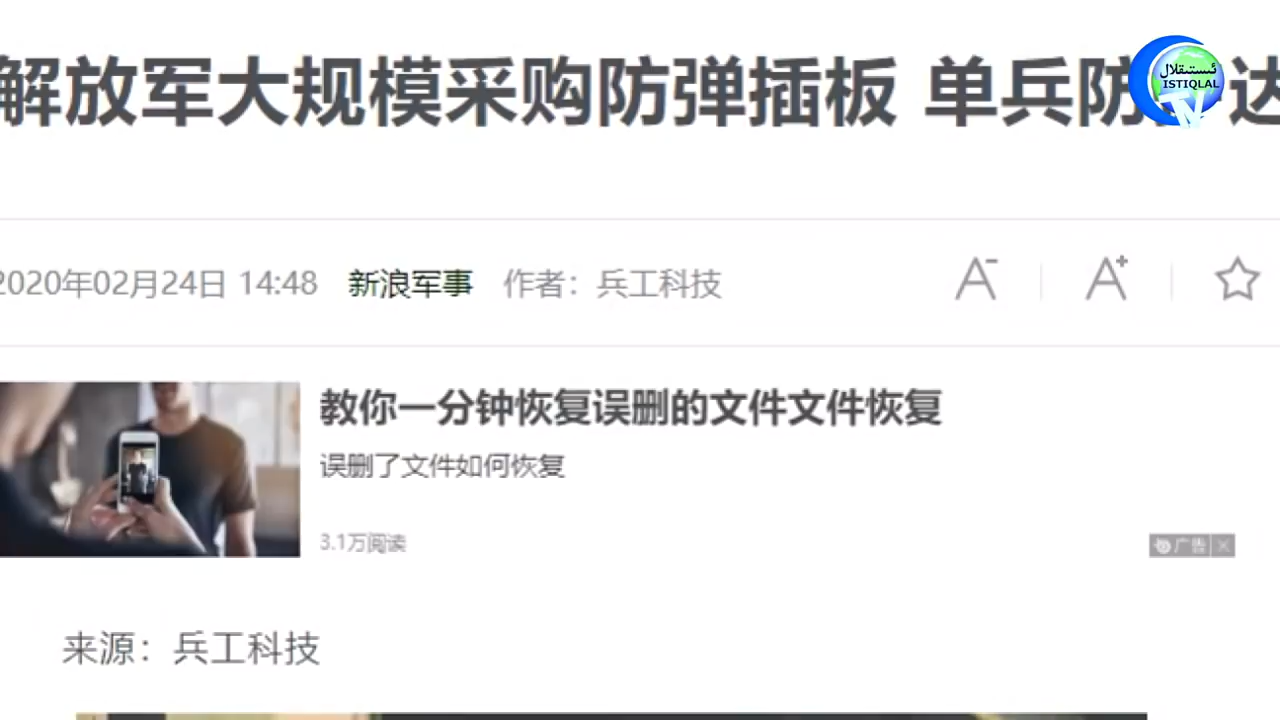 解放军大规模采购防弹插板 单兵防
达
ئىستىقلال
ISTIQLAL
TV
2020年02月24日 14:48 新浪军事 作者：兵工科技
A-
A+
教你一分钟恢复误删的文件文件恢复
误删了文件如何恢复
3.1万阅读
广告
来源：兵工科技